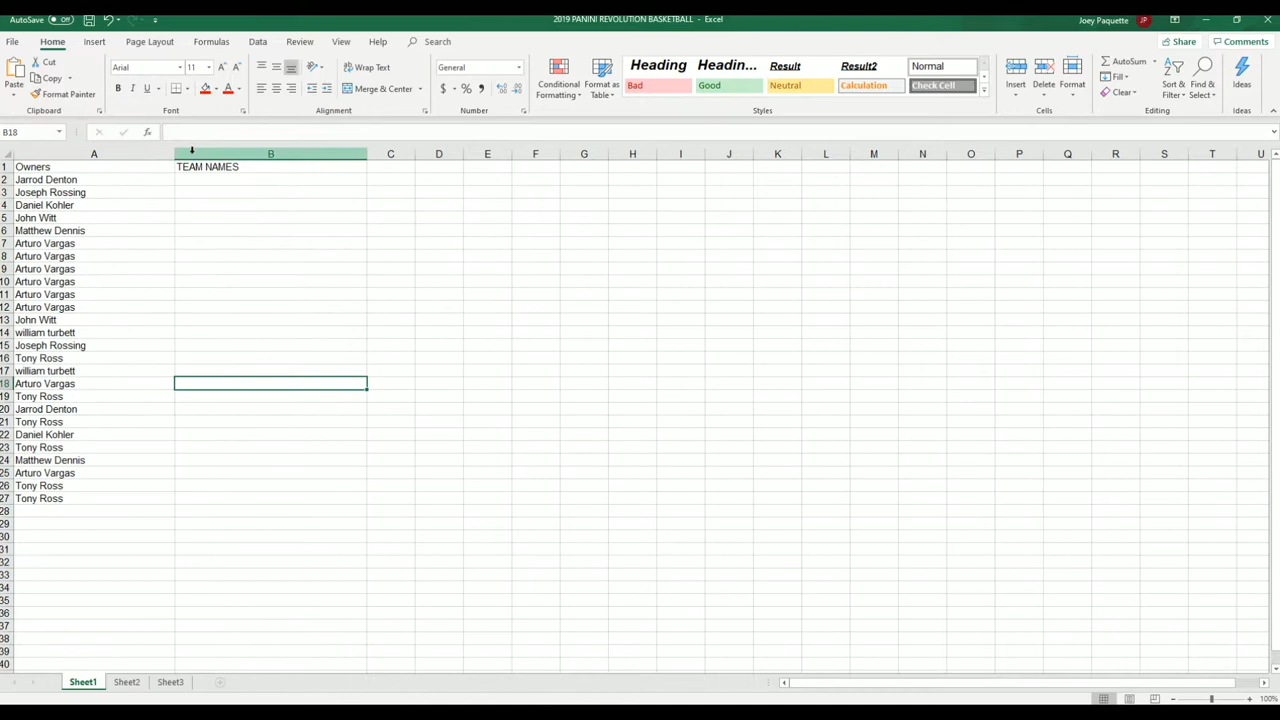 AutoSave Off 2019 PANINI REVOLUTION BASKETBALL - Excel Joey Paquette JP
File Home Insert Page Layout Formulas Data Review View Help Search Share Comments
Paste Cut Copy Format Painter
Arial 11
B I U
Wrap Text
Merge & Center
General
$ %
Conditional Formatting
Format as Table
Heading Headin... Result Result2 Normal
Bad Good Neutral Calculation Check Cell
Insert Delete Format
AutoSum Fill Clear
Sort & Filter
Find & Select
Ideas
Clipboard Font Alignment Number Styles Cells Editing Ideas
B18 fx
A B C D E F G H I J K L M N O P Q R S T U
1 Owners TEAM NAMES
2 Jarrod Denton
3 Joseph Rossing
4 Daniel Kohler
5 John Witt
6 Matthew Dennis
7 Arturo Vargas
8 Arturo Vargas
9 Arturo Vargas
10 Arturo Vargas
11 Arturo Vargas
12 Arturo Vargas
13 John Witt
14 william turbett
15 Joseph Rossing
16 Tony Ross
17 william turbett
18 Arturo Vargas
19 Tony Ross
20 Jarrod Denton
21 Tony Ross
22 Daniel Kohler
23 Tony Ross
24 Matthew Dennis
25 Arturo Vargas
26 Tony Ross
27 Tony Ross
28
29
30
31
32
33
34
35
36
37
38
39
40
Sheet1 Sheet2 Sheet3
100%